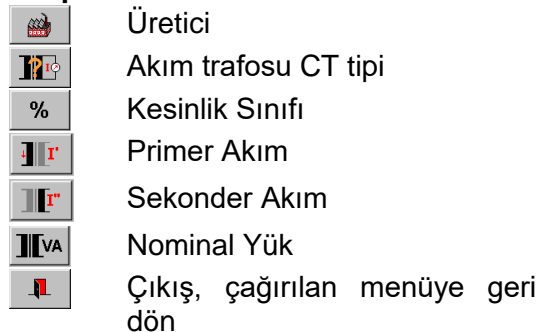 Üretici
? I Akım trafosu CT tipi
% Kesinlik Sınıfı
I' Primer Akım
I" Sekonder Akım
VA Nominal Yük
Çıkış, çağırılan menüye geri
dön